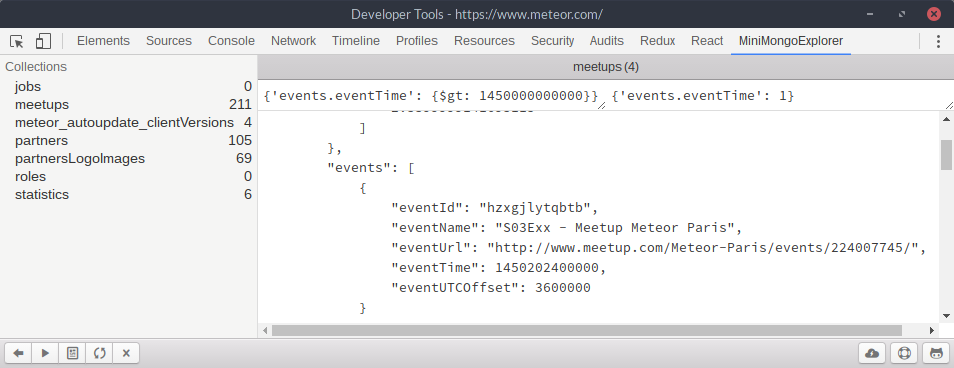 Developer Tools - https://www.meteor.com/
Elements Sources Console Network Timeline Profiles Resources Security Audits Redux React MiniMongoExplorer
Collections
jobs 0
meetups 211
meteor_autoupdate_clientVersions 4
partners 105
partnersLogoImages 69
roles 0
statistics 6
meetups (4)
{'events.eventTime': {$gt: 1450000000000}} {'events.eventTime': 1}
]
},
"events": [
{
"eventId": "hzxgjlytqbtb",
"eventName": "S03Exx - Meetup Meteor Paris",
"eventUrl": "http://www.meetup.com/Meteor-Paris/events/224007745/",
"eventTime": 1450202400000,
"eventUTCOffset": 3600000
}